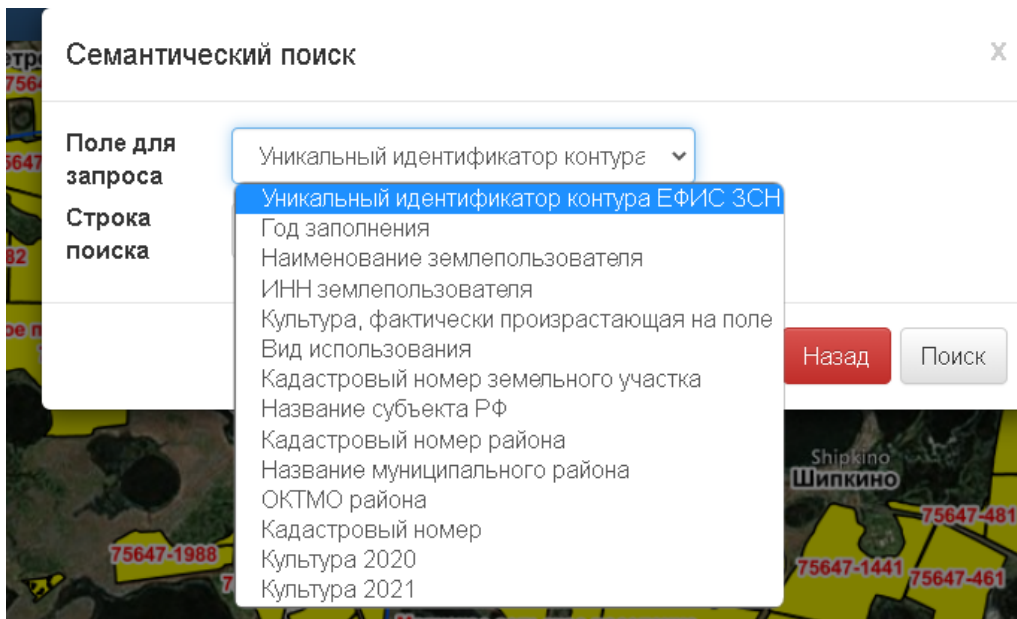 Семантический поиск
x
Поле для
запроса
Уникальный идентификатор контура
Строка
поиска
Уникальный идентификатор контура ЕФИС ЗСН
Год заполнения
Наименование землепользователя
ИНН землепользователя
Культура, фактически произрастающая на поле
Вид использования
Кадастровый номер земельного участка
Название субъекта РФ
Кадастровый номер района
Название муниципального района
ОКТМО района
Кадастровый номер
Культура 2020
Культура 2021
Назад
Поиск
Shipkino
Шипкино
75647-481
75647-1988
75647-1441
75647-461
5647
82